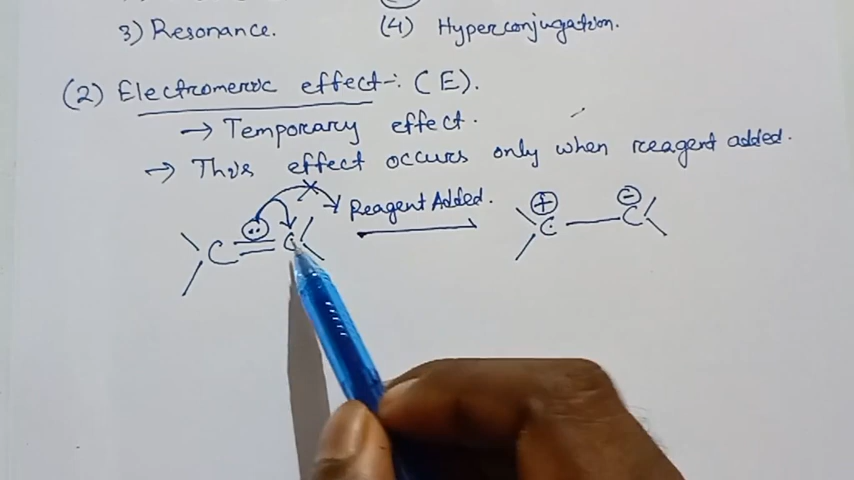 3) Resonance. (4) Hyperconjugation.
(2) Electromeric effect-: (E).
→ Temporary effect.
→ This effect occurs only when reagent added.
C = C Reagent Added. C — C